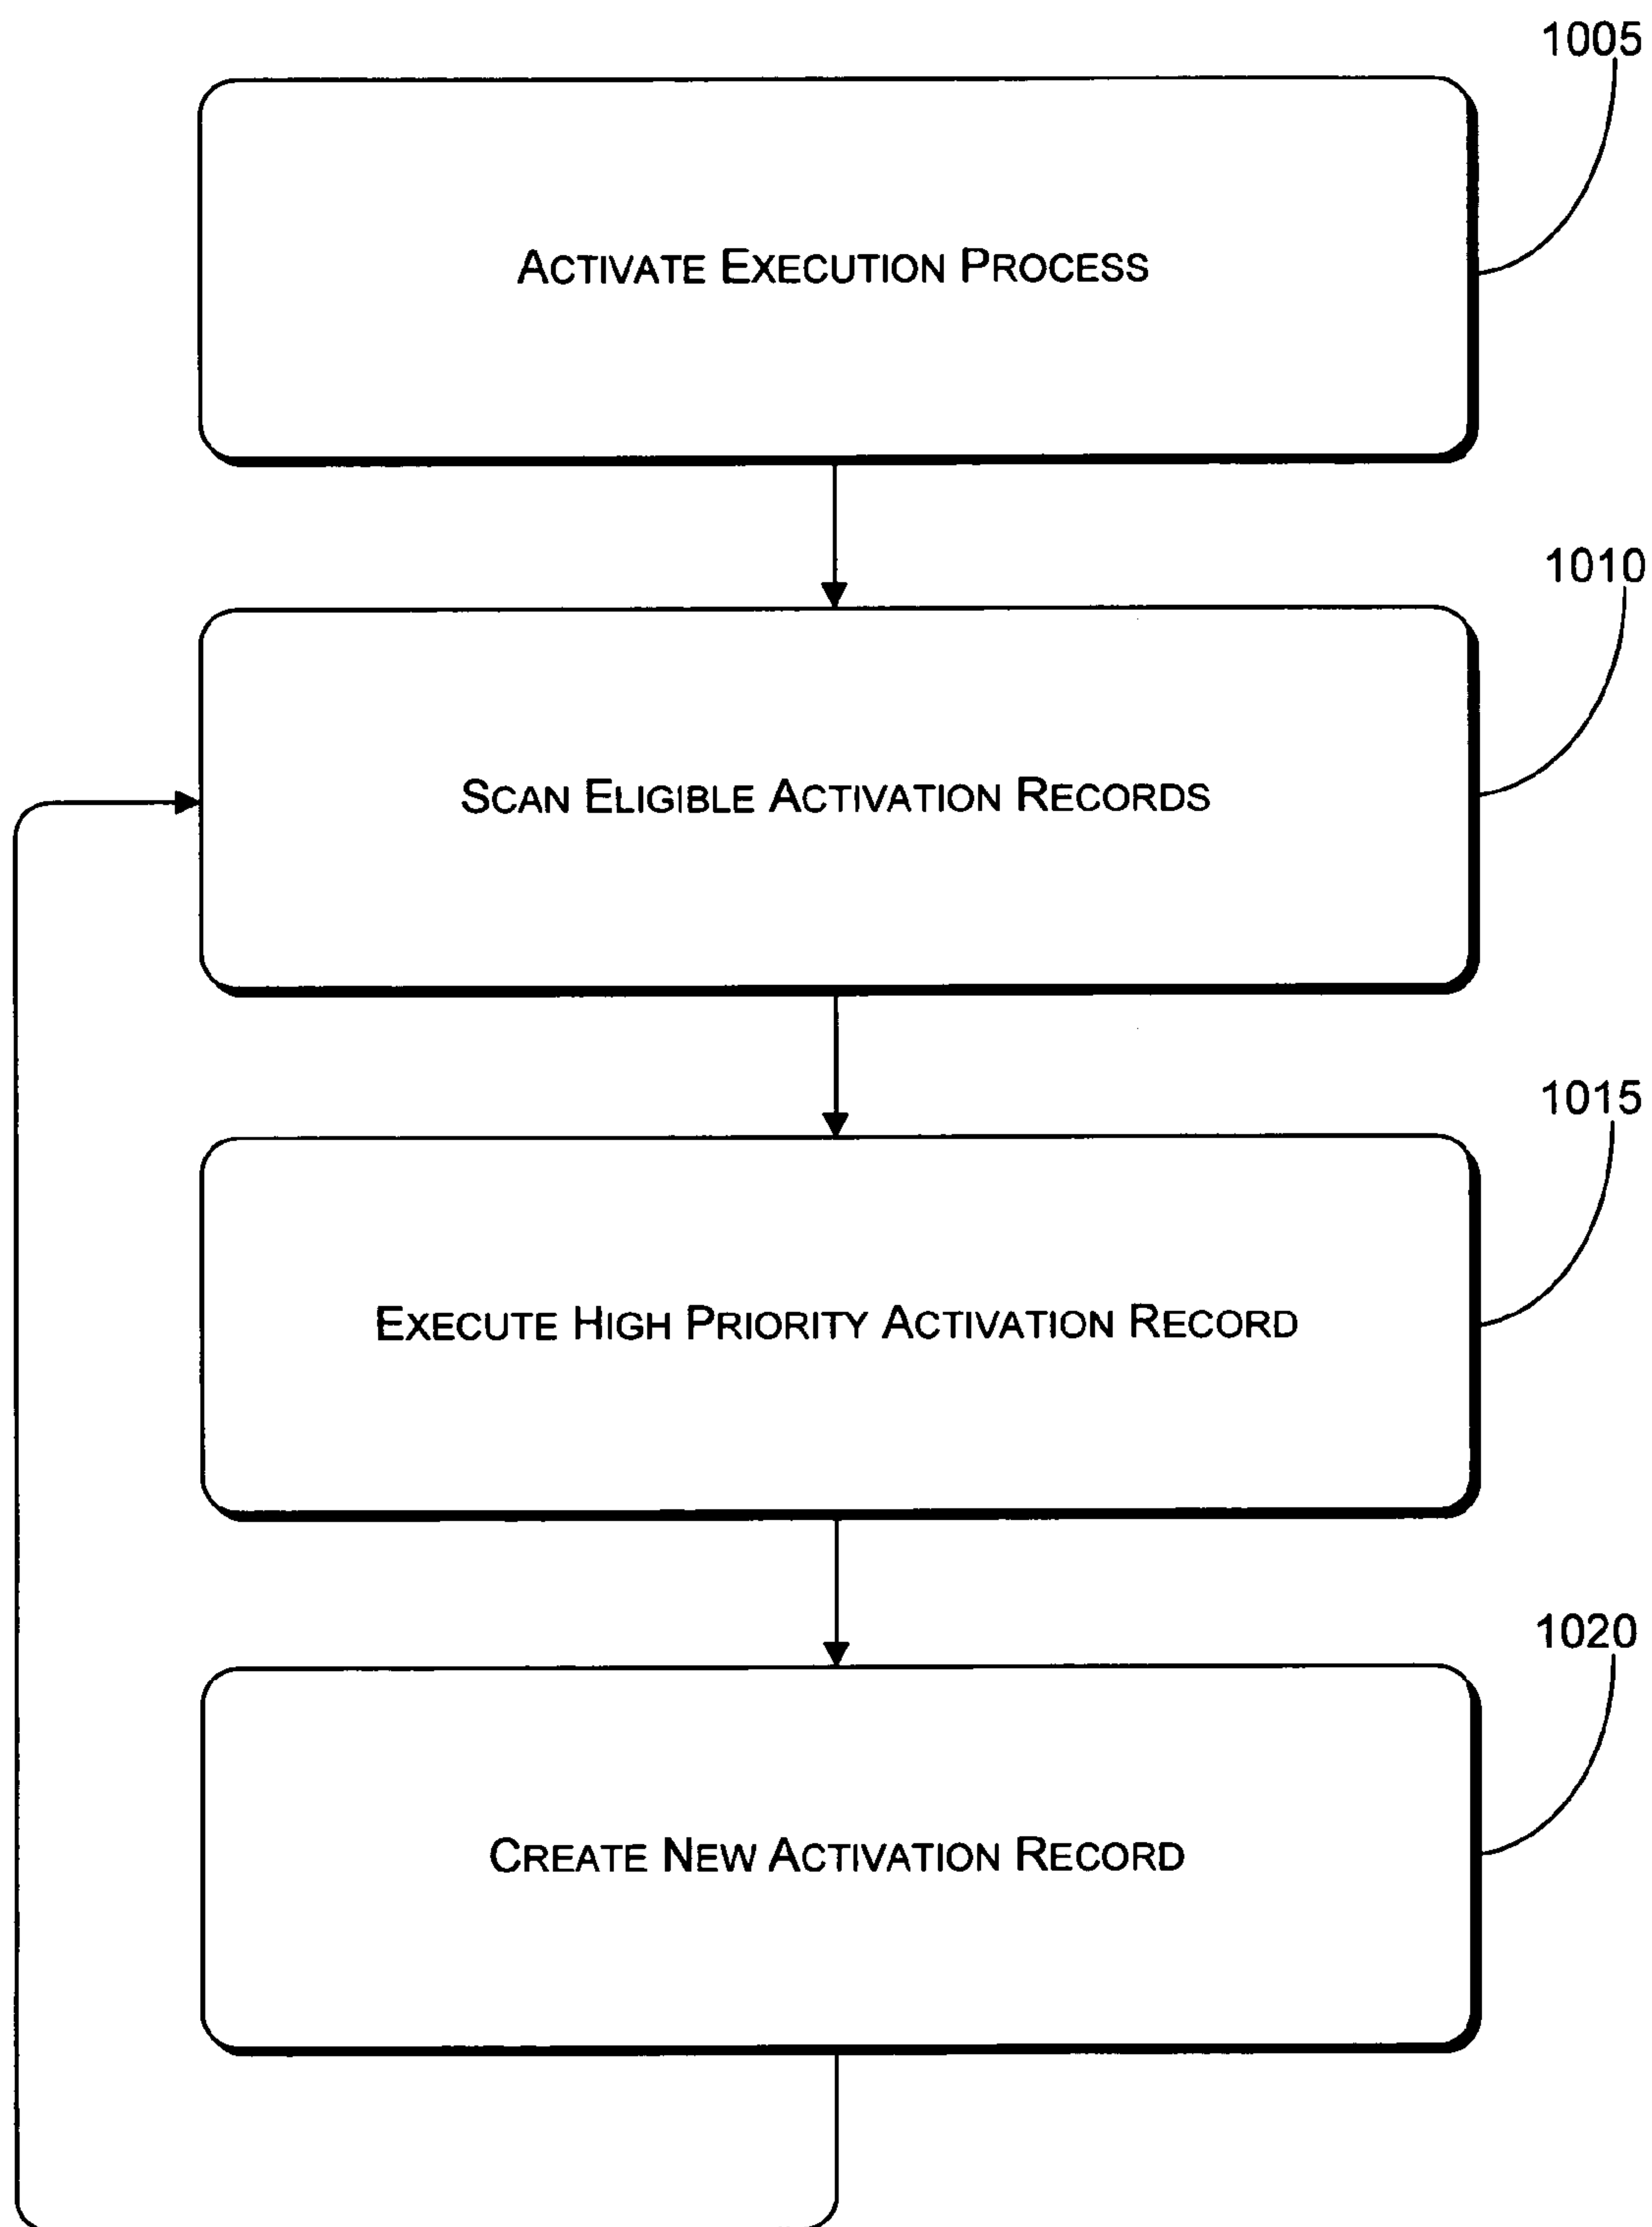 1005
ACTIVATE EXECUTION PROCESS
1010
SCAN ELIGIBLE ACTIVATION RECORDS
1015
EXECUTE HIGH PRIORITY ACTIVATION RECORD
1020
CREATE NEW ACTIVATION RECORD